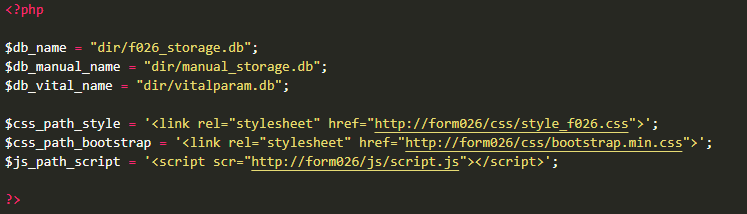 <?php
$db_name = "dir/f026_storage.db";
$db_manual_name = "dir/manual_storage.db";
$db_vital_name = "dir/vitalparam.db";
$css_path_style = '<link rel="stylesheet" href="http://form026/css/style_f026.css">';
$css_path_bootstrap = '<link rel="stylesheet" href="http://form026/css/bootstrap.min.css">';
$js_path_script = '<script scr="http://form026/js/script.js"></script>';
?>